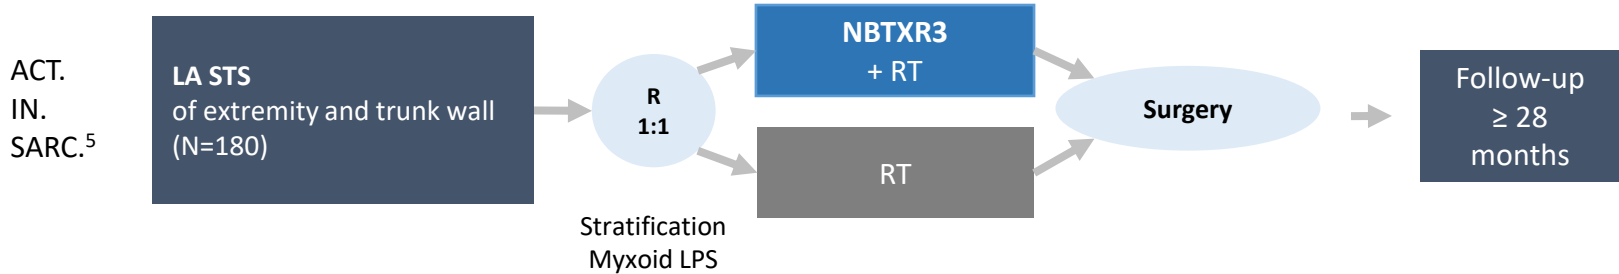 ACT.
IN.
SARC.5
LA STS
of extremity and trunk wall
(N=180)
R
1:1
Stratification
Myxoid LPS
NBTXR3
+ RT
RT
Surgery
Follow-up
≥ 28
months